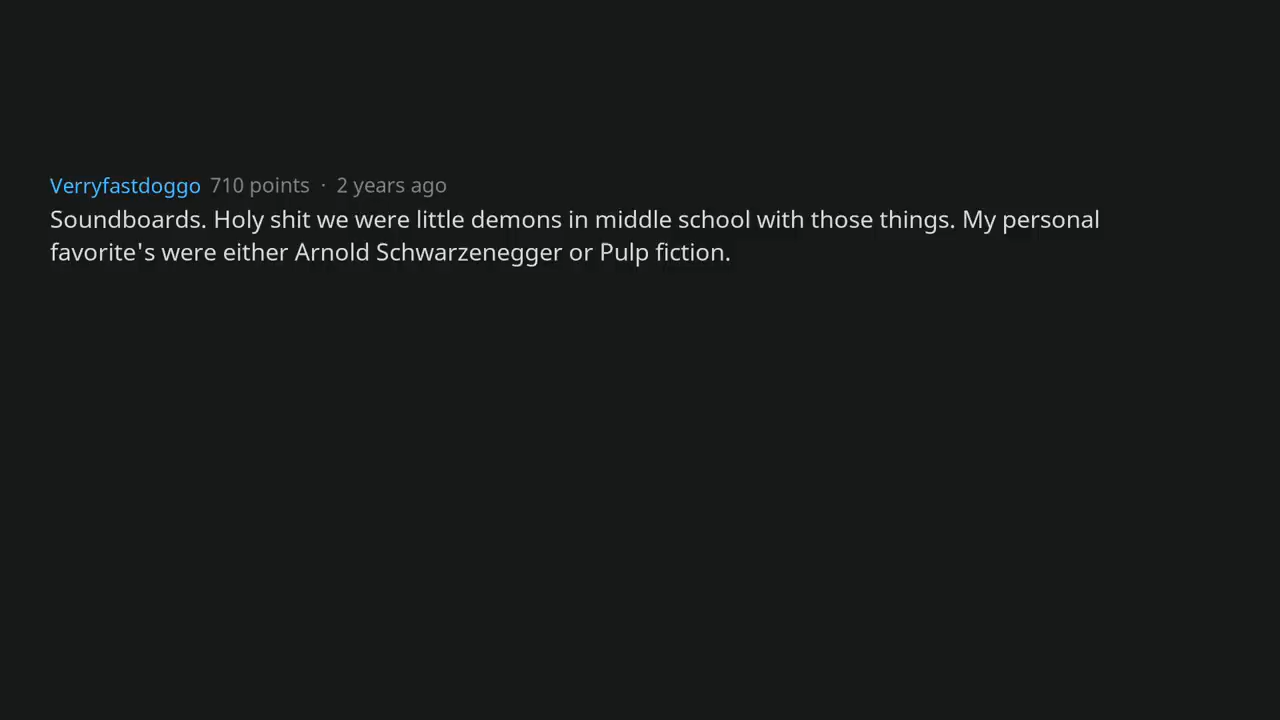 Verryfastdoggo 710 points · 2 years ago
Soundboards. Holy shit we were little demons in middle school with those things. My personal
favorite's were either Arnold Schwarzenegger or Pulp fiction.